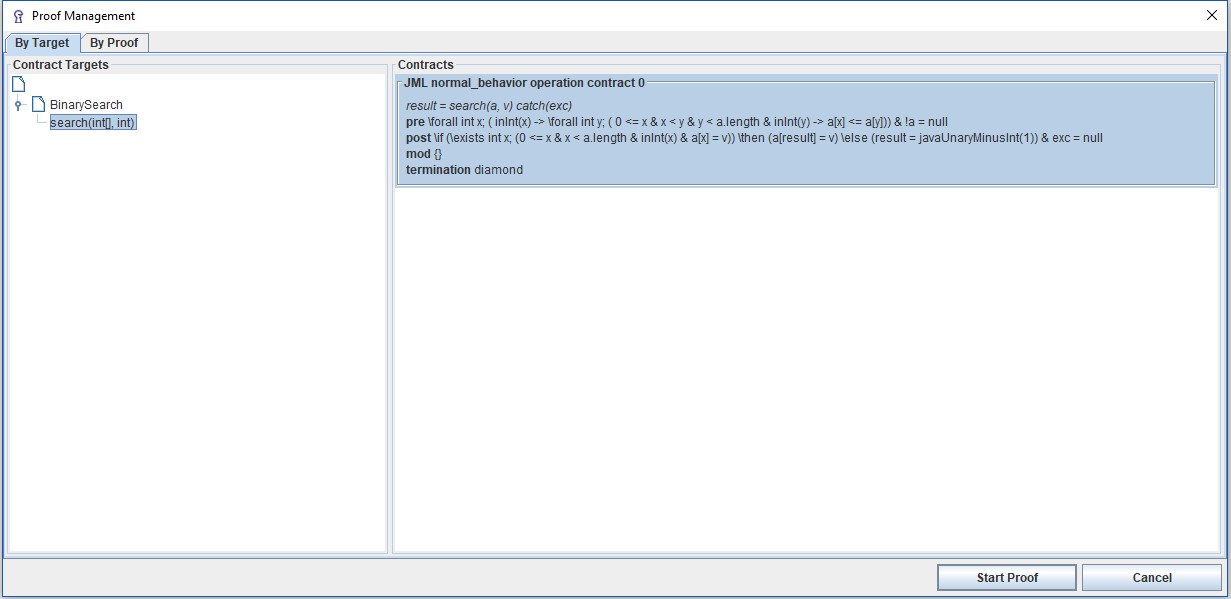 Proof Management
By Target By Proof
Contract Targets
BinarySearch
search(int[], int)
Contracts
JML normal_behavior operation contract 0
result = search(a, v) catch(exc)
pre \forall int x; ( inInt(x) -> \forall int y; ( 0 <= x & x < y & y < a.length & inInt(y) -> a[x] <= a[y])) & !a = null
post \if (\exists int x; (0 <= x & x < a.length & inInt(x) & a[x] = v)) \then (a[result] = v) \else (result = javaUnaryMinusInt(1)) & exc = null
mod {}
termination diamond
Start Proof Cancel